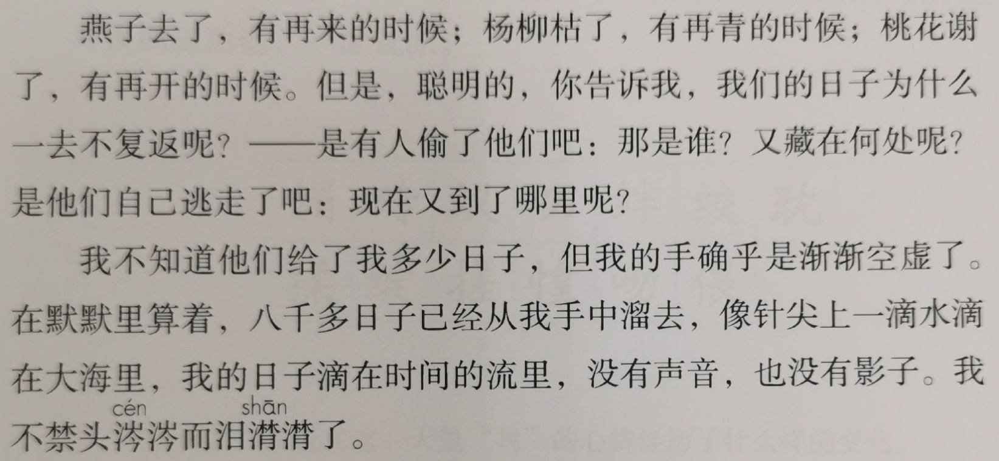 燕子去了，有再来的时候；杨柳枯了，有再青的时候；桃花谢
了，有再开的时候。但是，聪明的，你告诉我，我们的日子为什么
一去不复返呢？——是有人偷了他们吧：那是谁？又藏在何处呢？
是他们自己逃走了吧：现在又到了哪里呢？
我不知道他们给了我多少日子，但我的手确乎是渐渐空虚了。
在默默里算着，八千多日子已经从我手中溜去，像针尖上一滴水滴
在大海里，我的日子滴在时间的流里，没有声音，也没有影子。我
cén shān
不禁头涔涔而泪潸潸了。